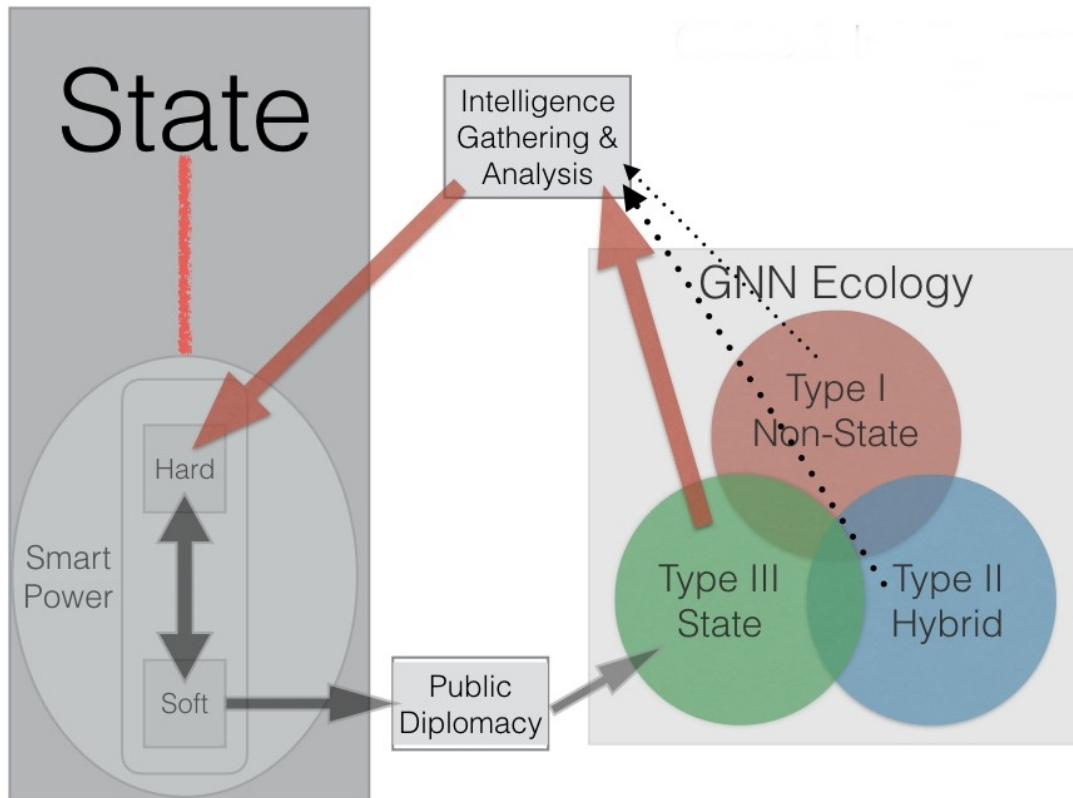 State
Intelligence
Gathering &
Analysis
GNN Ecology
Type I
Non-State
Hard
Smart
Power
Type III
State
Type II
Hybrid
Soft
Public
Diplomacy